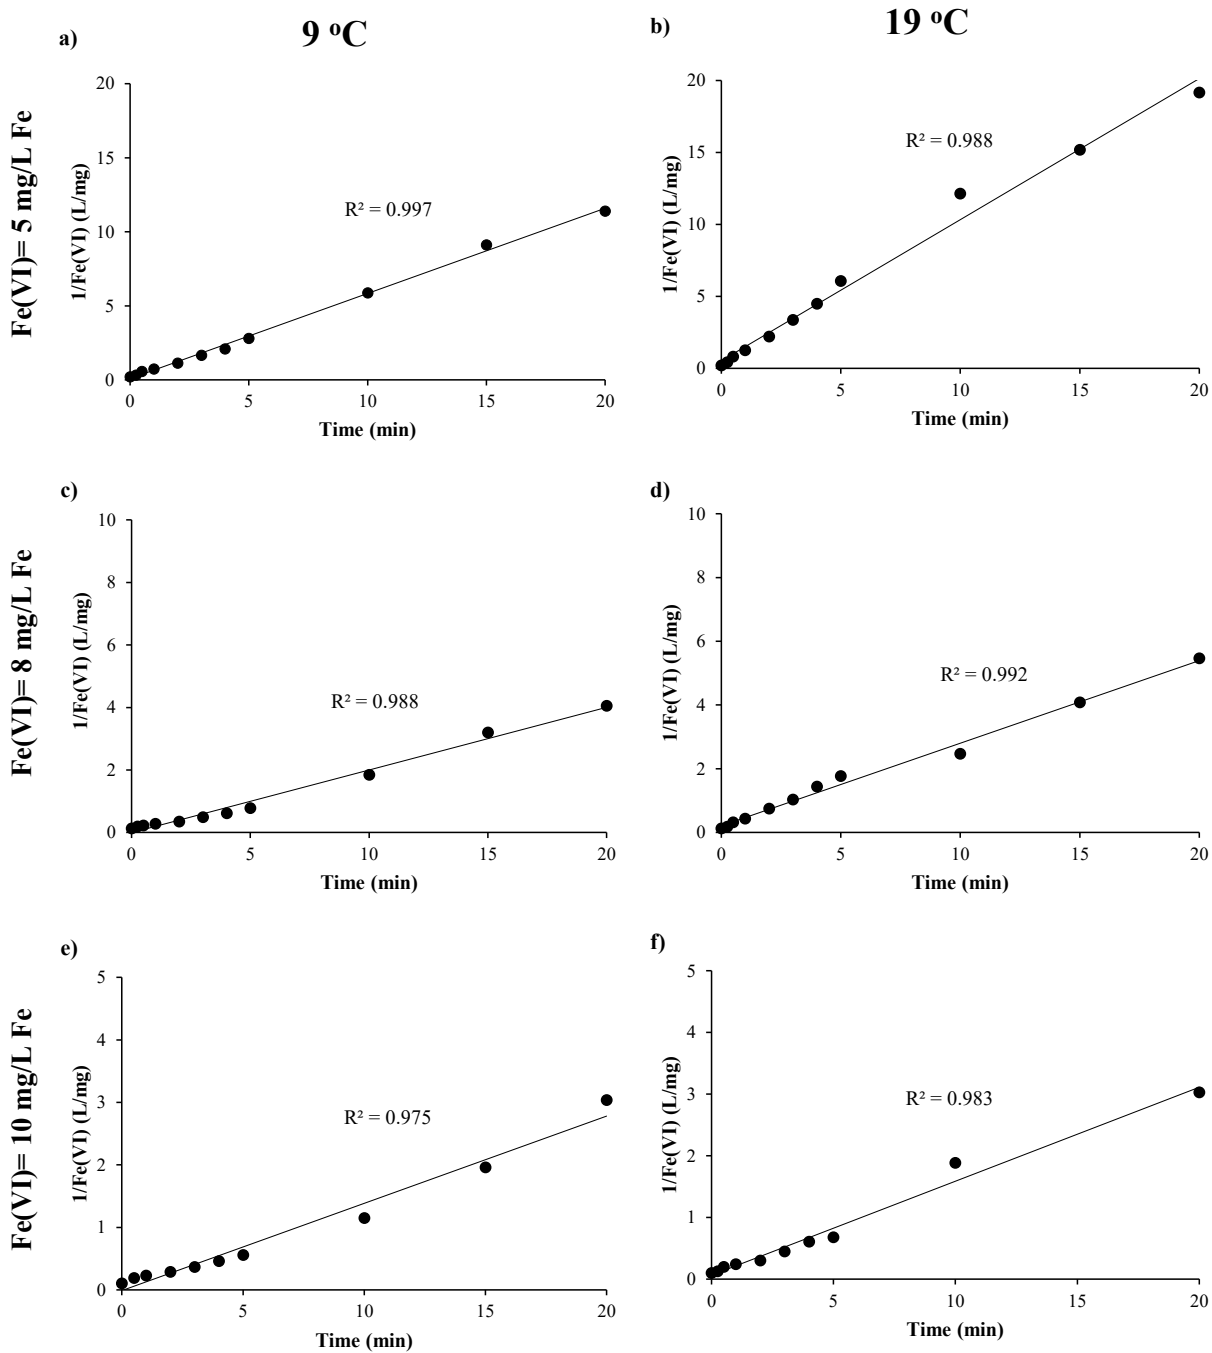 9 ºC
19 ºC
a)
Fe(VI)= 5 mg/L Fe
1/Fe(VI) (L/mg)
20
15
10
5
0
R² = 0.997
0 5 10 15 20
Time (min)
b)
1/Fe(VI) (L/mg)
20
15
10
5
0
R² = 0.988
0 5 10 15 20
Time (min)
c)
Fe(VI)= 8 mg/L Fe
1/Fe(VI) (L/mg)
10
8
6
4
2
0
R² = 0.988
0 5 10 15 20
Time (min)
d)
1/Fe(VI) (L/mg)
10
8
6
4
2
0
R² = 0.992
0 5 10 15 20
Time (min)
e)
Fe(VI)= 10 mg/L Fe
1/Fe(VI) (L/mg)
5
4
3
2
1
0
R² = 0.975
0 5 10 15 20
Time (min)
f)
1/Fe(VI) (L/mg)
5
4
3
2
1
0
R² = 0.983
0 5 10 15 20
Time (min)